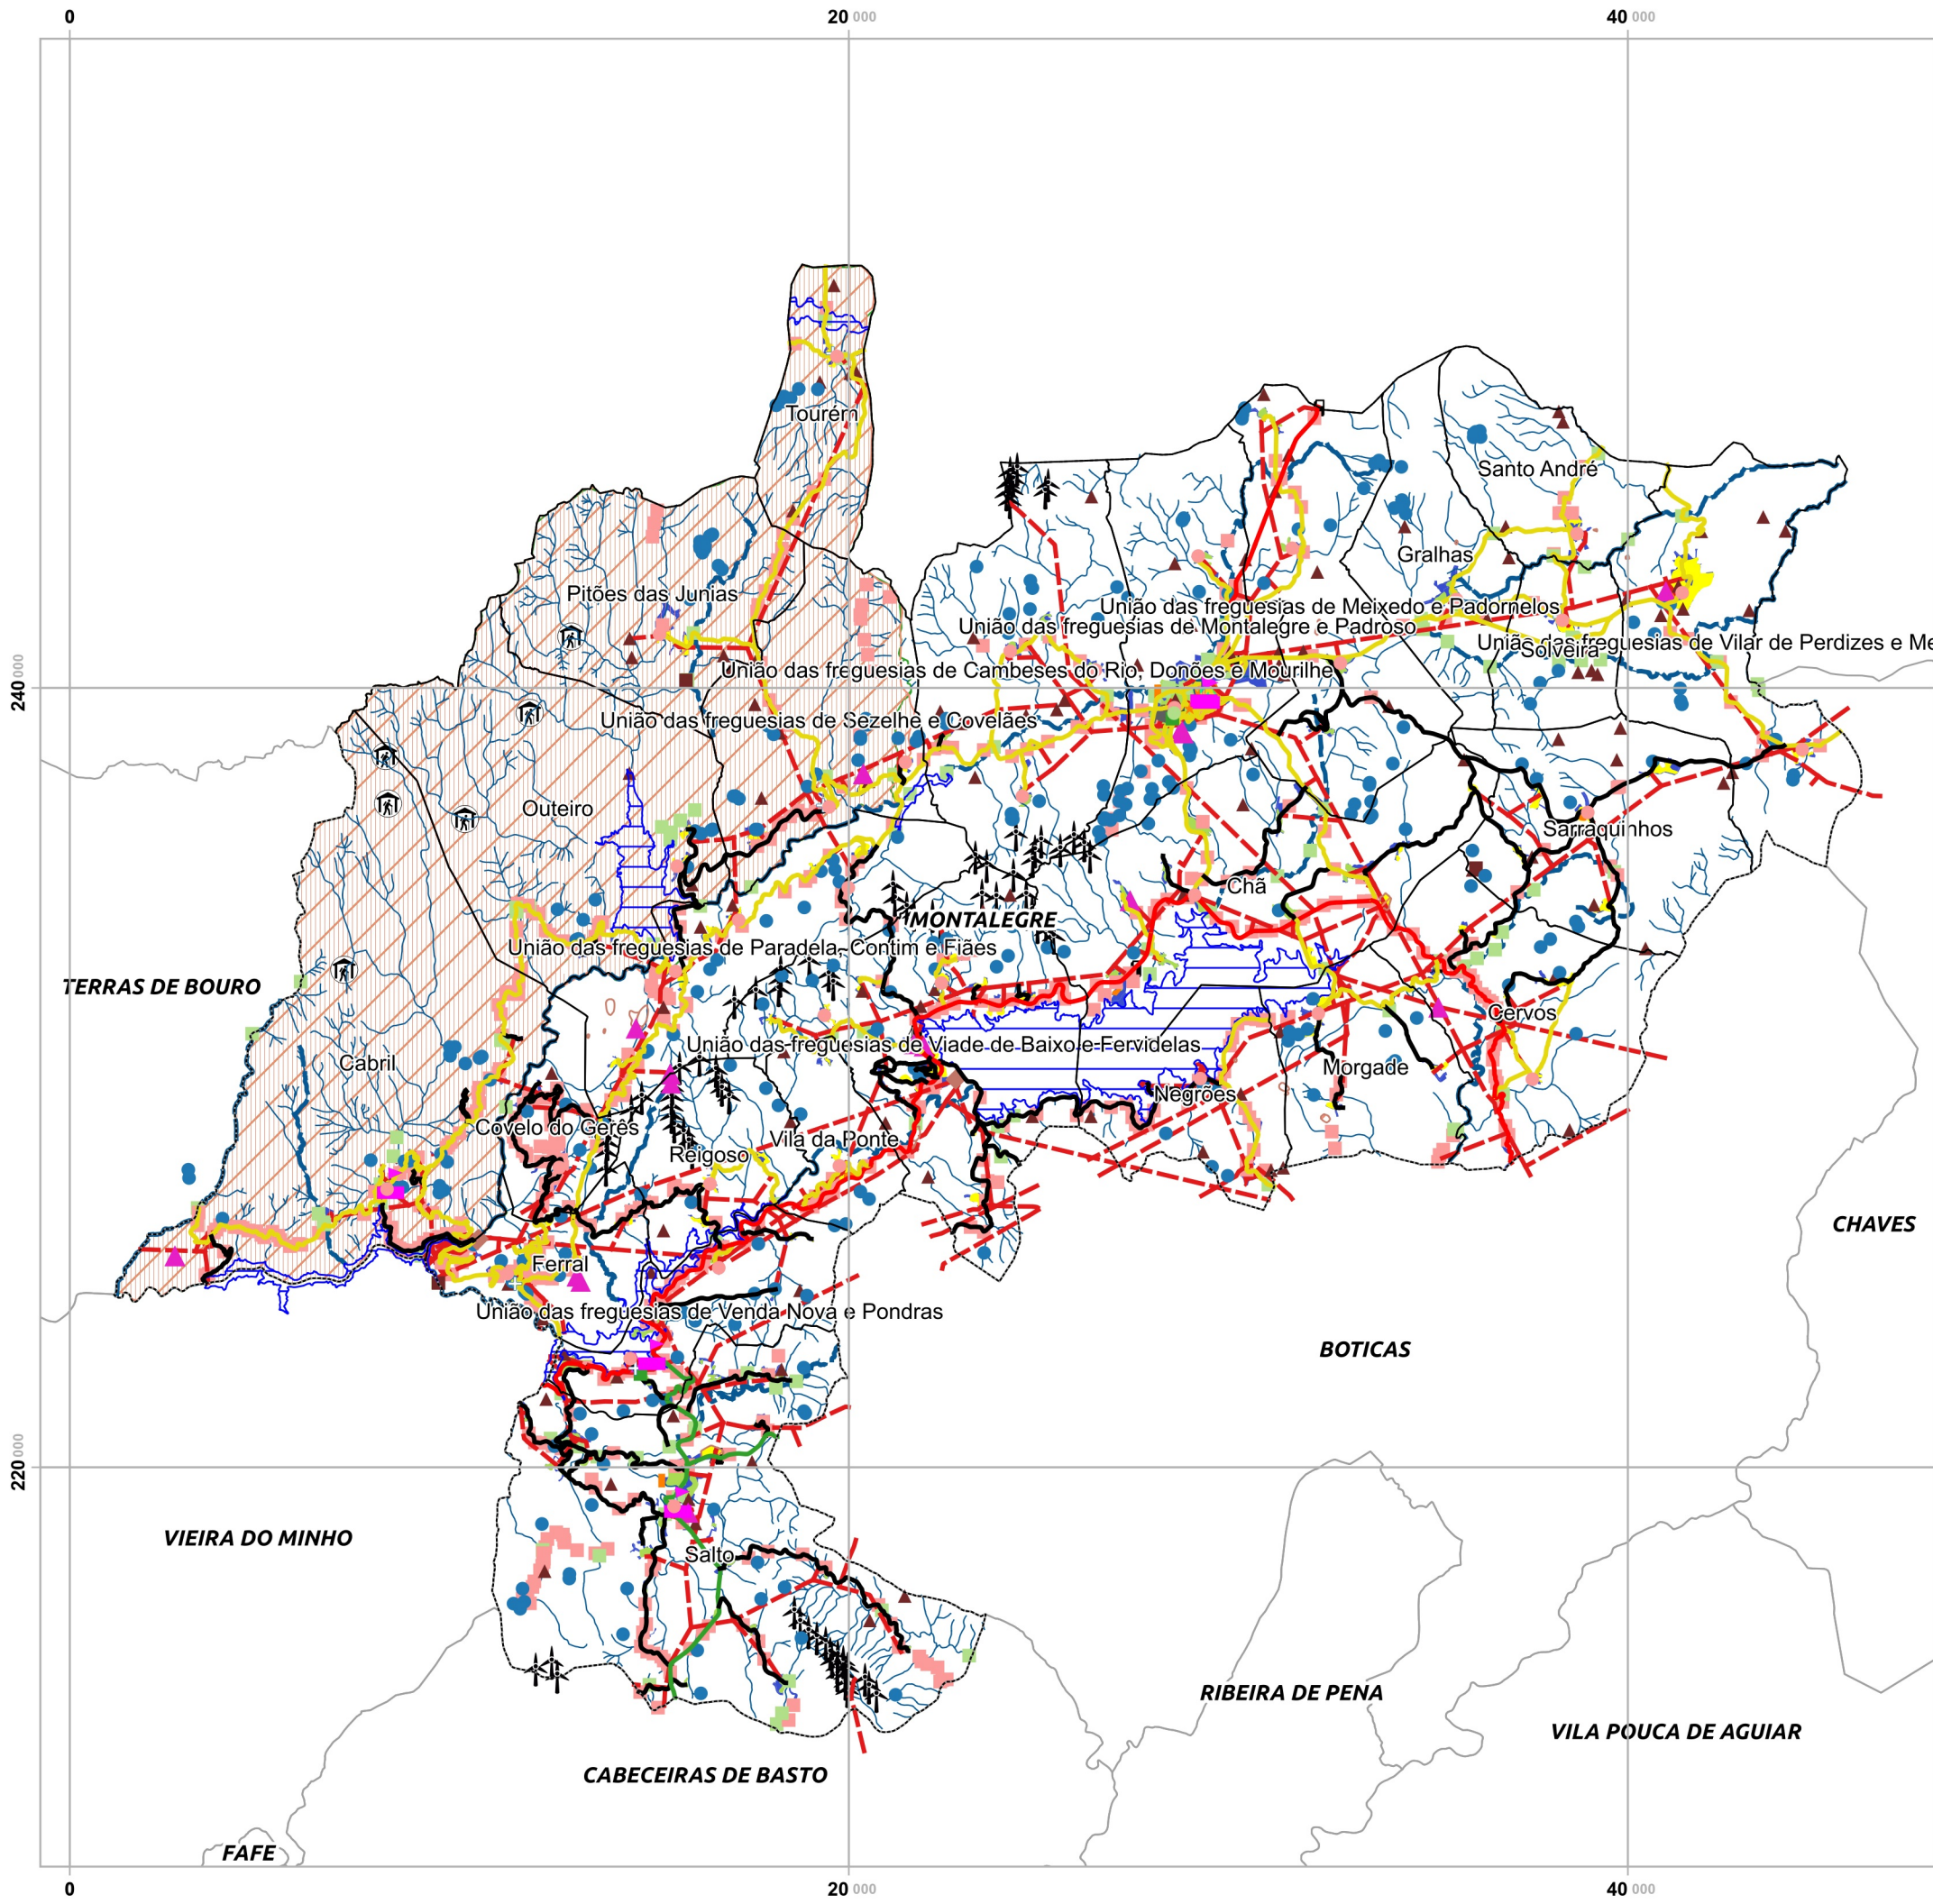 0 20 000 40 000
Tourém
Santo André
Gralhas
Pitões das Junias
União das freguesias de Meixedo e Padornelos
União das freguesias de Montalegre e Padroso
União das freguesias de Vilar de Perdizes e Me
Solveira
União das freguesias de Cambeses do Rio, Donões e Mourilhe
240 000
União das freguesias de Sezelhe e Covelães
Outeiro
Sarraquinhos
Chã
MONTALEGRE
União das freguesias de Paradela, Contim e Fiães
TERRAS DE BOURO
Cervos
União das freguesias de Viade de Baixo e Fervidelas
Cabril
Morgade
Negrões
Covelo do Gerês
Vila da Ponte
Reigoso
CHAVES
Ferral
União das freguesias de Venda Nova e Pondras
BOTICAS
220 000
VIEIRA DO MINHO
Salto
RIBEIRA DE PENA
VILA POUCA DE AGUIAR
CABECEIRAS DE BASTO
FAFE
0 20 000 40 000